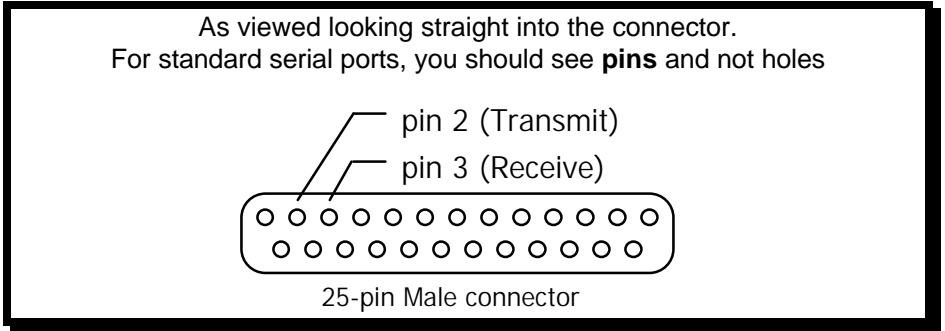 As viewed looking straight into the connector.
For standard serial ports, you should see pins and not holes
pin 2 (Transmit)
pin 3 (Receive)
25-pin Male connector